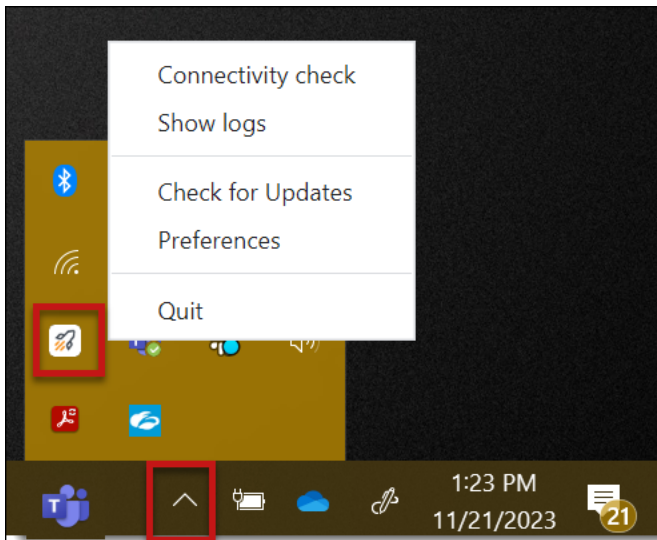 Connectivity check
Show logs
Check for Updates
Preferences
Quit
T
1:23 PM
11/21/2023
21